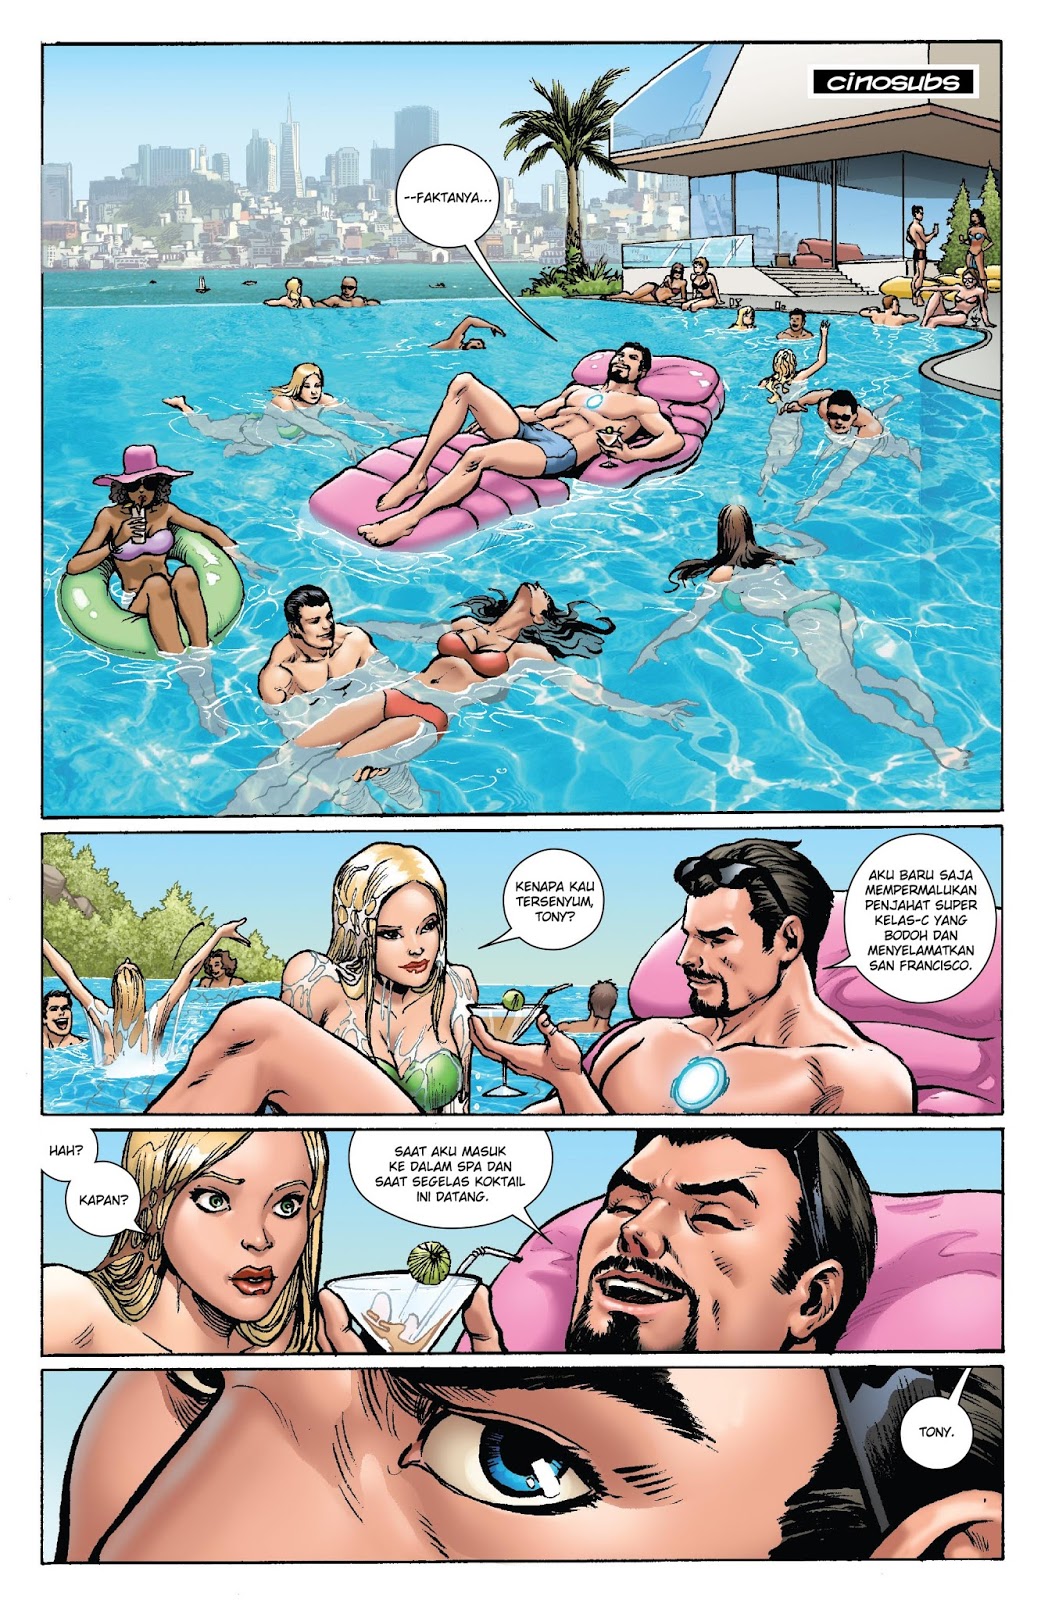 cinosubs
--FAKTANYA...
KENAPA KAU
TERSENYUM,
TONY?
AKU BARU SAJA
MEMPERMALUKAN
PENJAHAT SUPER
KELAS-C YANG
BODOH DAN
MENYELAMATKAN
SAN FRANCISCO.
HAH?
KAPAN?
SAAT AKU MASUK
KE DALAM SPA DAN
SAAT SEGELAS KOKTAIL
INI DATANG.
TONY.